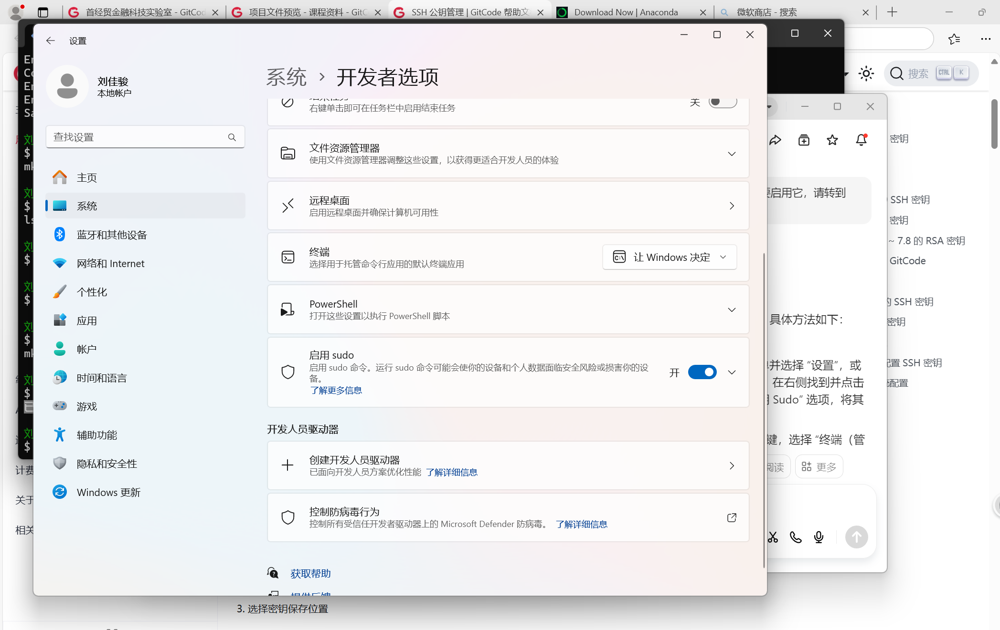 首经贸金融科技实验室 - GitCod
项目文件预览 - 课程资料 - GitC
SSH 公钥管理 | GitCode 帮助文
Download Now | Anaconda
微软商店 - 搜索
设置
刘佳骏
本地帐户
查找设置
主页
系统
蓝牙和其他设备
网络和 Internet
个性化
应用
帐户
时间和语言
游戏
辅助功能
隐私和安全性
Windows 更新
系统 › 开发者选项
右键单击即可在任务栏中启用结束任务
关
文件资源管理器
使用文件资源管理器调整这些设置，以获得更适合开发人员的体验
远程桌面
启用远程桌面并确保计算机可用性
终端
选择用于托管命令行应用的默认终端应用
让 Windows 决定
PowerShell
打开这些设置以执行 PowerShell 脚本
启用 sudo
启用 sudo 命令。运行 sudo 命令可能会使你的设备和个人数据面临安全风险或损害你的设
备。
了解更多信息
开
开发人员驱动器
创建开发人员驱动器
已面向开发人员方案优化性能 了解详细信息
控制防病毒行为
控制所有受信任开发者驱动器上的 Microsoft Defender 防病毒。 了解详细信息
获取帮助
3. 选择密钥保存位置
搜索 CTRL K
启用它，请转到
具体方法如下：
并选择 “设置”，或
在右侧找到并点击
Sudo” 选项，将其
键，选择 “终端（管
阅读
更多
密钥
SSH 密钥
密钥
~ 7.8 的 RSA 密钥
GitCode
SSH 密钥
密钥
配置 SSH 密钥
配置
计费
关于
相关
刘
$
刘
$
刘
$
刘
$
刘
$
刘
$
刘
$